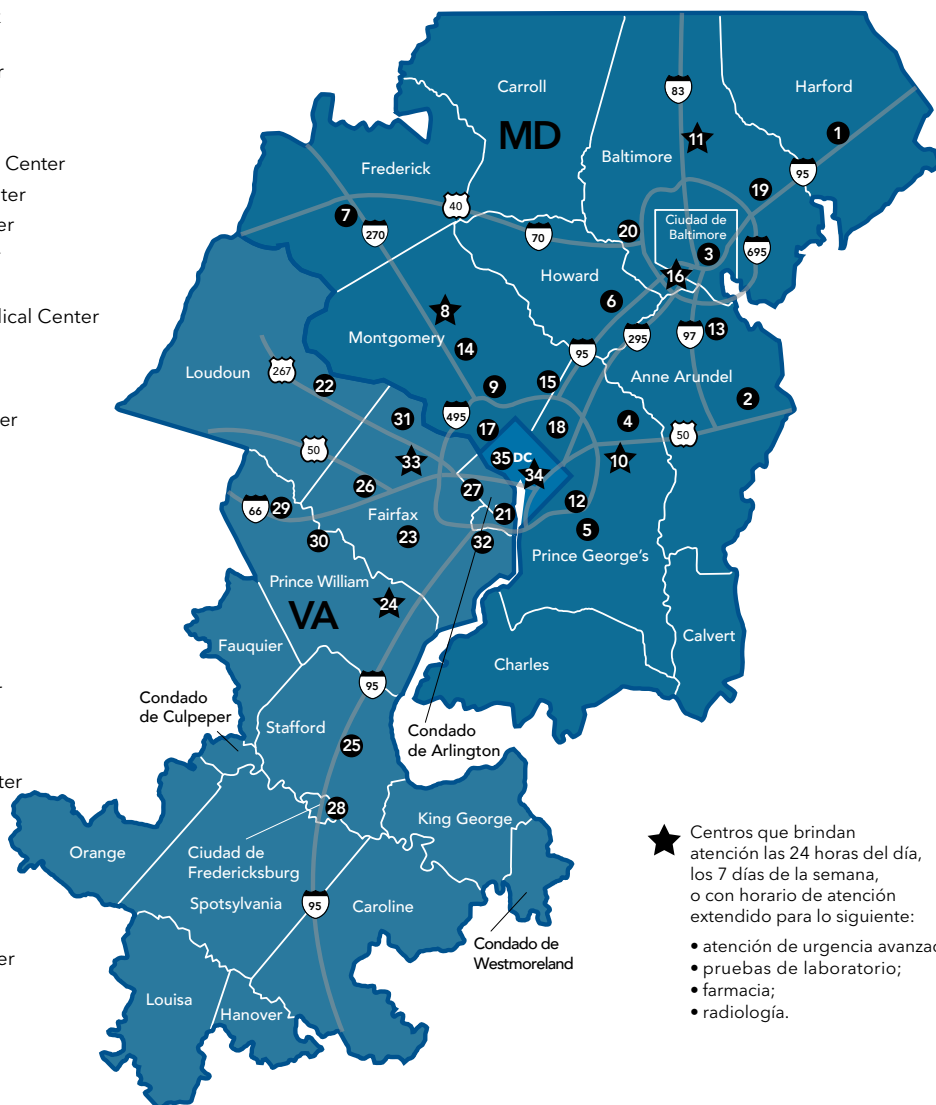 Center
ter
er
dical Center
er
ter
er
Carroll
Harford
83
MD
11
1
Baltimore
Frederick
95
19
40
7
270
70
20
Ciudad de
Baltimore
3
695
Howard
16
8
6
Montgomery
295
97
13
14
95
Loudoun
267
22
9
15
Anne Arundel
2
31
495
17
18
4
50
50
33
35
DC
34
10
26
27
12
66
29
Fairfax
21
5
30
23
32
Prince George's
Prince William
24
VA
Fauquier
Calvert
Charles
95
Condado
de Culpeper
Stafford
25
Condado
de Arlington
28
King George
Orange
Ciudad de
Fredericksburg
Spotsylvania
95
Caroline
Condado de
Westmoreland
Louisa
Hanover
Centros que brindan
atención las 24 horas del día,
los 7 días de la semana,
o con horario de atención
extendido para lo siguiente:
• atención de urgencia avanzad
• pruebas de laboratorio;
• farmacia;
• radiología.